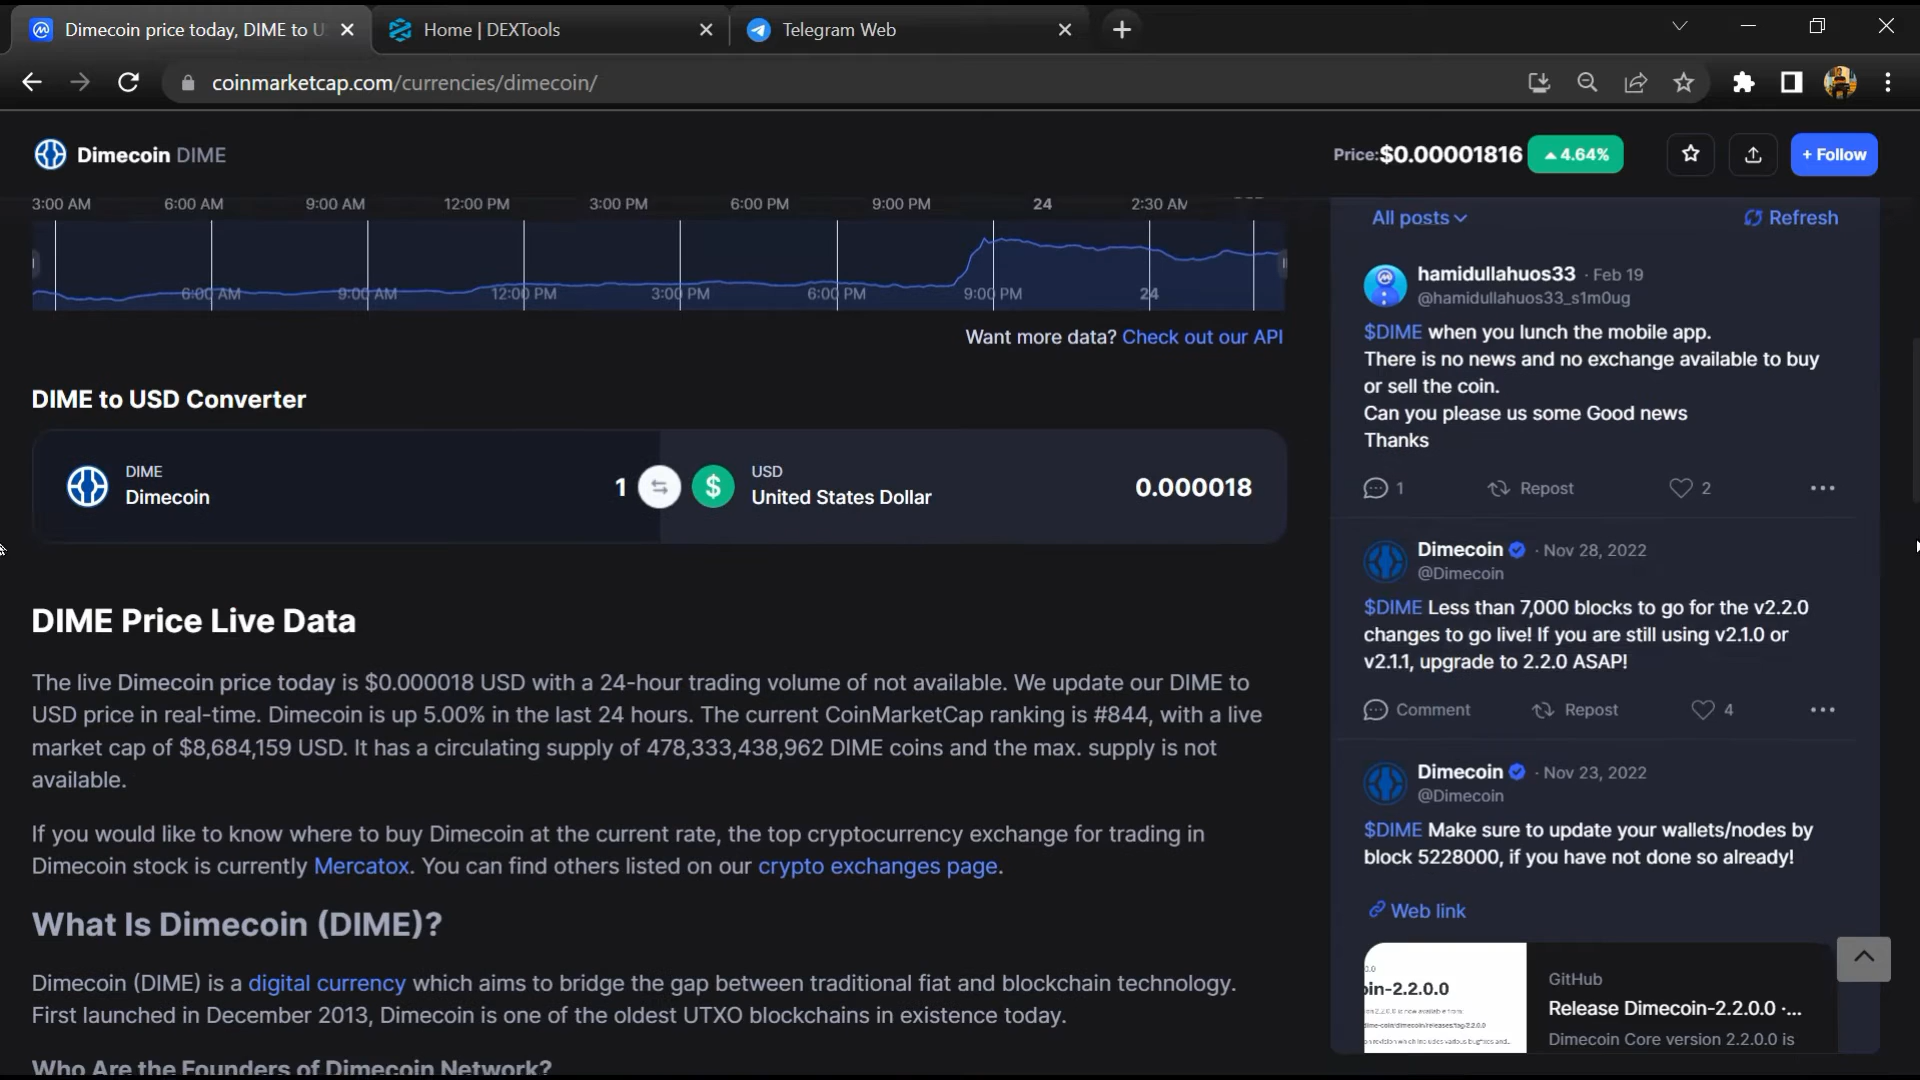 Dimecoin price today, DIME to U
Home | DEXTools
Telegram Web
coinmarketcap.com/currencies/dimecoin/
Dimecoin DIME
Price:$0.00001816
4.64%
+ Follow
3:00 AM 6:00 AM 9:00 AM 12:00 PM 3:00 PM 6:00 PM 9:00 PM 24 2:30 AM
6:00 AM 9:00 AM 12:00 PM 3:00 PM 6:00 PM 9:00 PM 24
Want more data? Check out our API
DIME to USD Converter
DIME
Dimecoin
1
$
USD
United States Dollar
0.000018
DIME Price Live Data
The live Dimecoin price today is $0.000018 USD with a 24-hour trading volume of not available. We update our DIME to
USD price in real-time. Dimecoin is up 5.00% in the last 24 hours. The current CoinMarketCap ranking is #844, with a live
market cap of $8,684,159 USD. It has a circulating supply of 478,333,438,962 DIME coins and the max. supply is not
available.
If you would like to know where to buy Dimecoin at the current rate, the top cryptocurrency exchange for trading in
Dimecoin stock is currently Mercatox. You can find others listed on our crypto exchanges page.
What Is Dimecoin (DIME)?
Dimecoin (DIME) is a digital currency which aims to bridge the gap between traditional fiat and blockchain technology.
First launched in December 2013, Dimecoin is one of the oldest UTXO blockchains in existence today.
Who Are the Founders of Dimecoin Network?
All posts
Refresh
hamidullahuos33 · Feb 19
@hamidullahuos33_s1m0ug
$DIME when you lunch the mobile app.
There is no news and no exchange available to buy
or sell the coin.
Can you please us some Good news
Thanks
1 Repost 2
Dimecoin · Nov 28, 2022
@Dimecoin
$DIME Less than 7,000 blocks to go for the v2.2.0
changes to go live! If you are still using v2.1.0 or
v2.1.1, upgrade to 2.2.0 ASAP!
Comment Repost 4
Dimecoin · Nov 23, 2022
@Dimecoin
$DIME Make sure to update your wallets/nodes by
block 5228000, if you have not done so already!
Web link
in-2.2.0.0
GitHub
Release Dimecoin-2.2.0.0 ·...
Dimecoin Core version 2.2.0.0 is